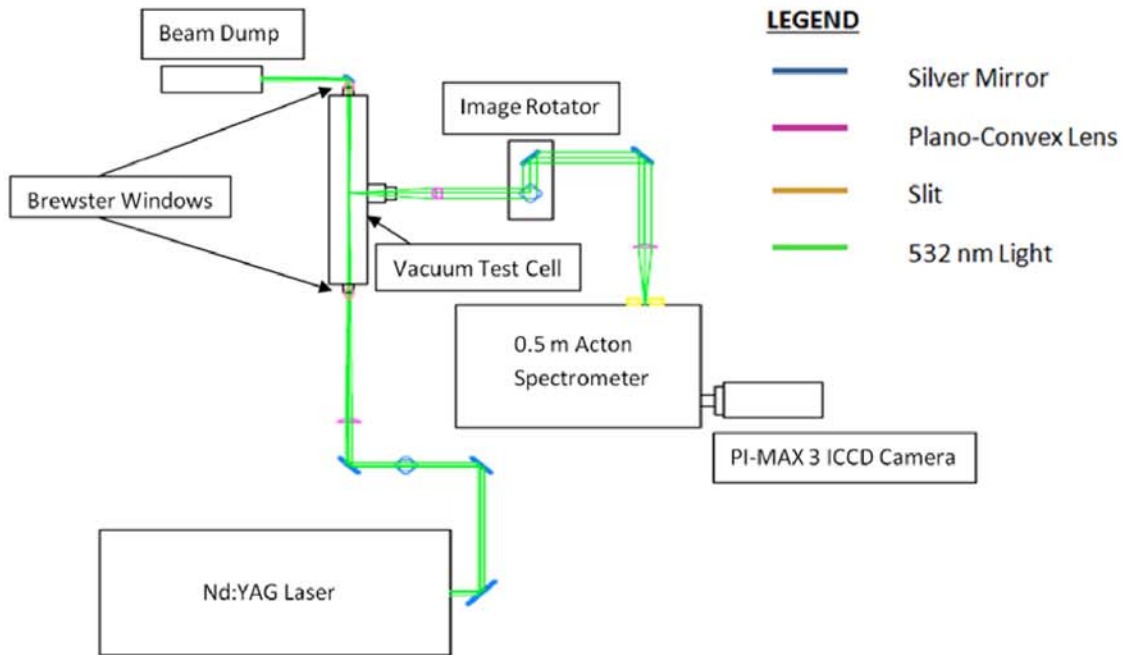 Beam Dump
LEGEND
Silver Mirror
Image Rotator
Plano-Convex Lens
Brewster Windows
Slit
532 nm Light
Vacuum Test Cell
0.5 m Acton
Spectrometer
PI-MAX 3 ICCD Camera
Nd:YAG Laser